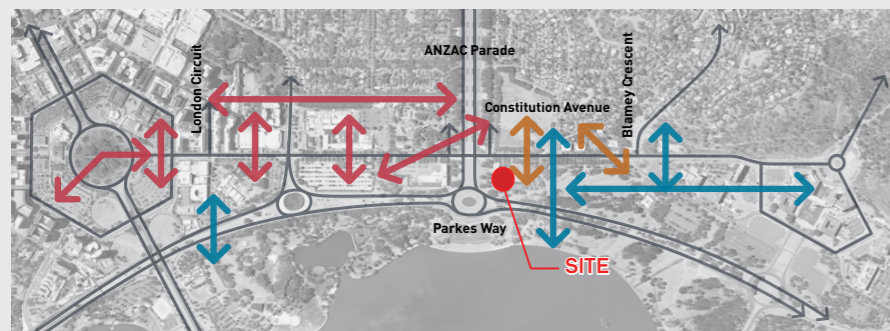 ANZAC Parade
London Circuit
Constitution Avenue
Blamey Crescent
Parkes Way
SITE